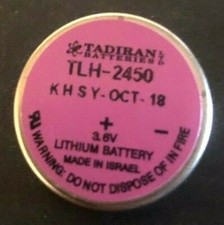 TADIRAN
BATTERIES
TLH-2450
KHSY-OCT-18
+ -
3.6V
LITHIUM BATTERY
MADE IN ISRAEL
WARNING: DO NOT DISPOSE OF IN FIRE